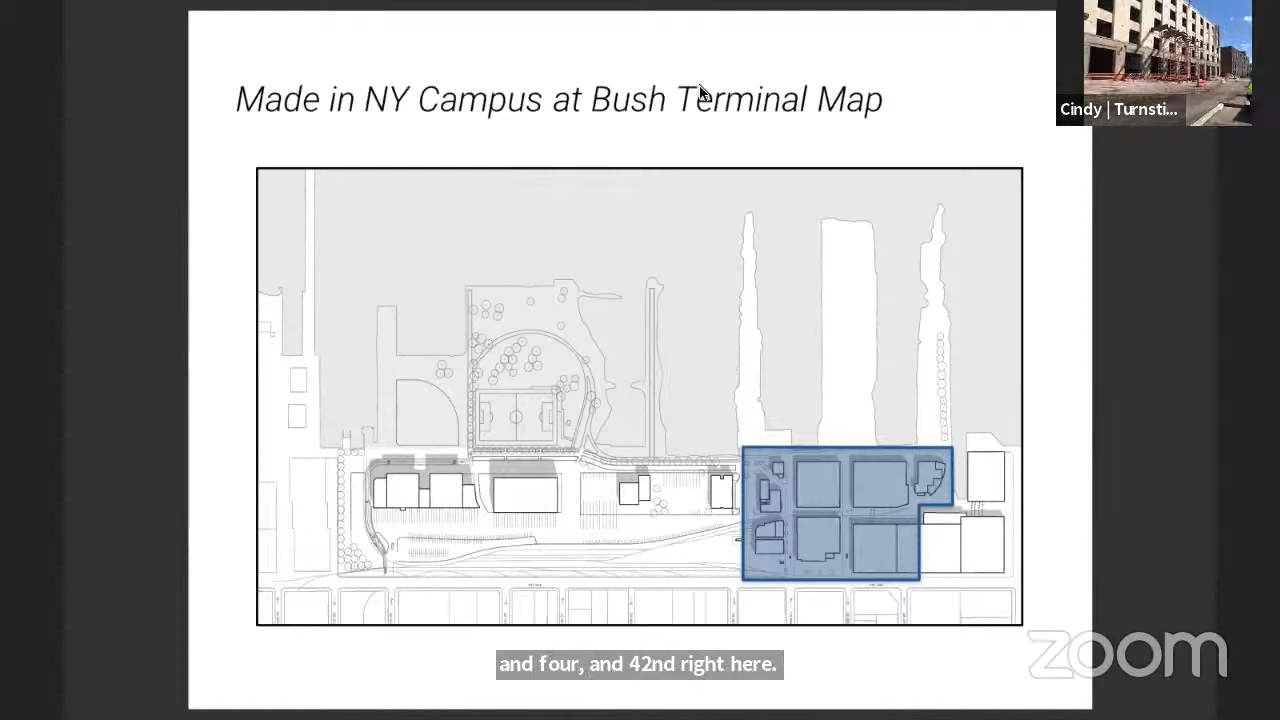 Made in NY Campus at Bush Terminal Map
Cindy | Turnsti...
and four, and 42nd right here.
zoom